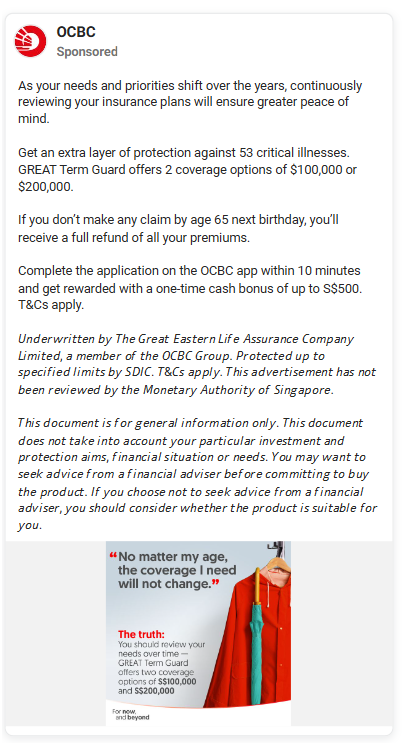 OCBC
Sponsored
As your needs and priorities shift over the years, continuously
reviewing your insurance plans will ensure greater peace of
mind.
Get an extra layer of protection against 53 critical illnesses.
GREAT Term Guard offers 2 coverage options of $100,000 or
$200,000.
If you don’t make any claim by age 65 next birthday, you’ll
receive a full refund of all your premiums.
Complete the application on the OCBC app within 10 minutes
and get rewarded with a one-time cash bonus of up to S$500.
T&Cs apply.
Underwritten by The Great Eastern Life Assurance Company
Limited, a member of the OCBC Group. Protected up to
specified limits by SDIC. T&Cs apply. This advertisement has not
been reviewed by the Monetary Authority of Singapore.
This document is for general information only. This document
does not take into account your particular investment and
protection aims, financial situation or needs. You may want to
seek advice from a financial adviser before committing to buy
the product. If you choose not to seek advice from a financial
adviser, you should consider whether the product is suitable for
you.
“No matter my age,
the coverage I need
will not change.”
The truth:
You should review your
needs over time —
GREAT Term Guard
offers two coverage
options of S$100,000
and S$200,000
For now,
and beyond